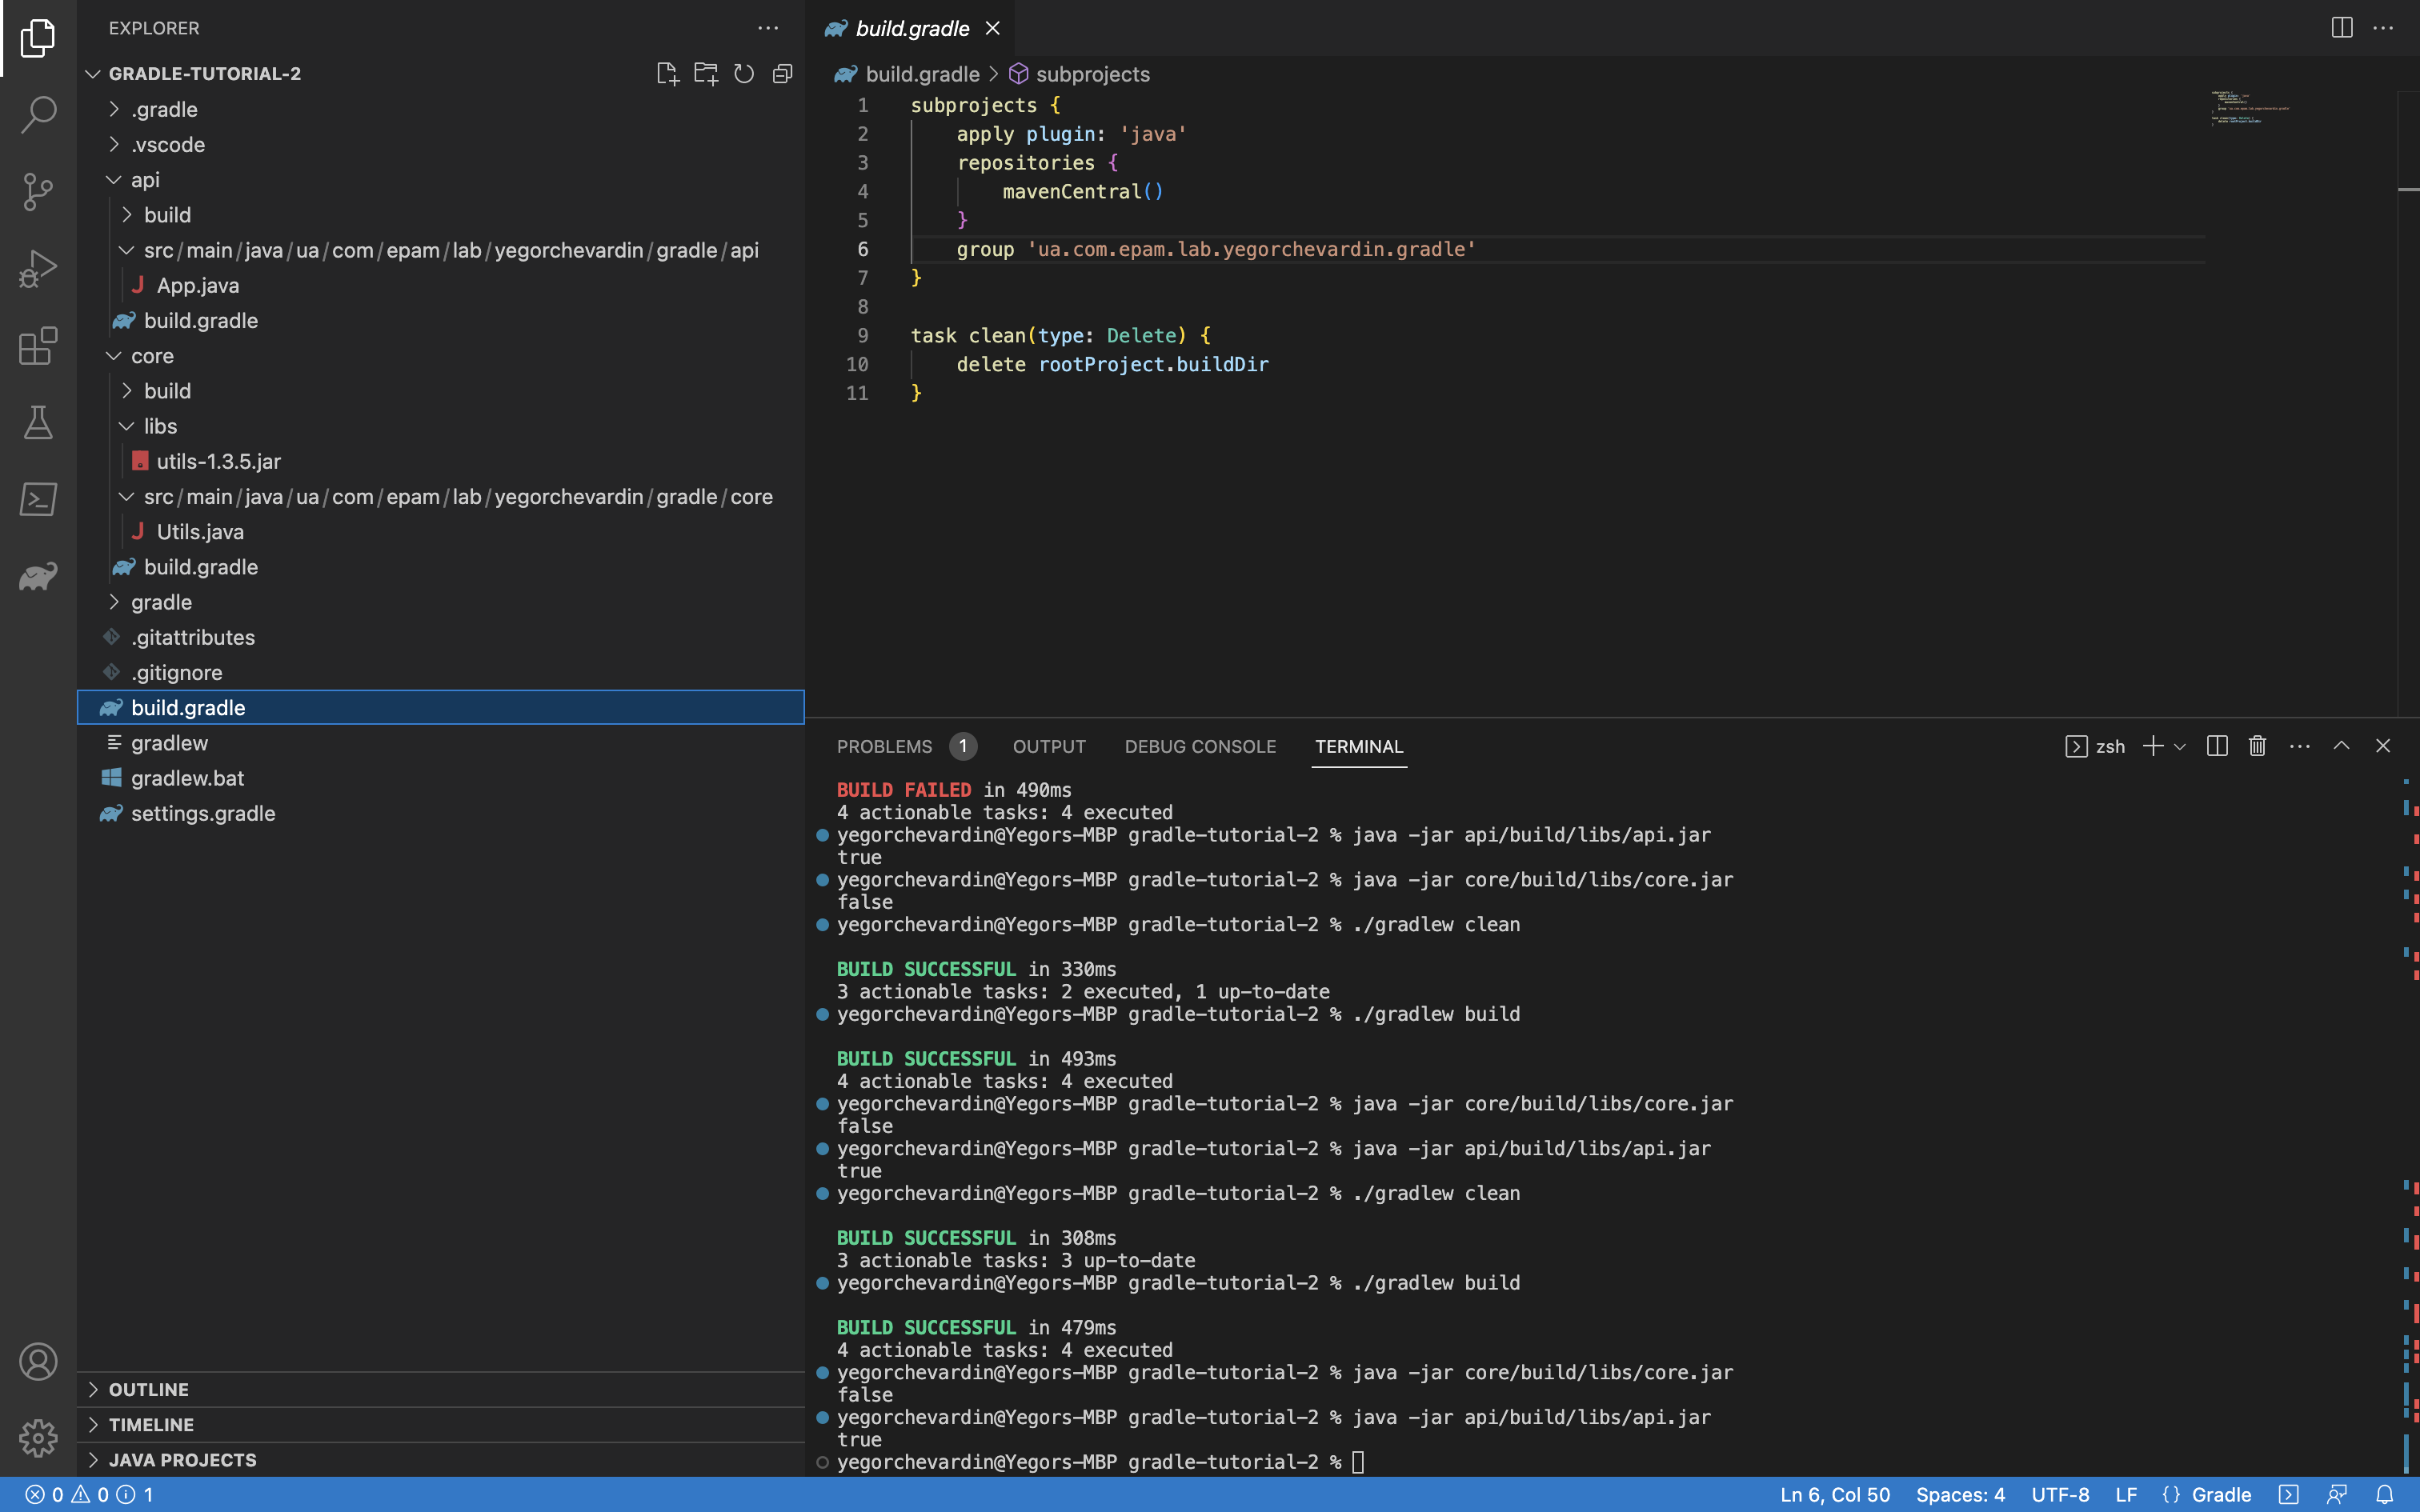 EXPLORER
GRADLE-TUTORIAL-2
.gradle
.vscode
api
build
src/main/java/ua/com/epam/lab/yegorchevardin/gradle/api
App.java
build.gradle
core
build
libs
utils-1.3.5.jar
src/main/java/ua/com/epam/lab/yegorchevardin/gradle/core
Utils.java
build.gradle
gradle
.gitattributes
.gitignore
build.gradle
gradlew
gradlew.bat
settings.gradle
OUTLINE
TIMELINE
JAVA PROJECTS
build.gradle
build.gradle > subprojects
1 subprojects {
2 apply plugin: 'java'
3 repositories {
4 mavenCentral()
5 }
6 group 'ua.com.epam.lab.yegorchevardin.gradle'
7 }
8
9 task clean(type: Delete) {
10 delete rootProject.buildDir
11 }
PROBLEMS 1 OUTPUT DEBUG CONSOLE TERMINAL zsh
BUILD FAILED in 490ms
4 actionable tasks: 4 executed
yegorchevardin@Yegors-MBP gradle-tutorial-2 % java -jar api/build/libs/api.jar
true
yegorchevardin@Yegors-MBP gradle-tutorial-2 % java -jar core/build/libs/core.jar
false
yegorchevardin@Yegors-MBP gradle-tutorial-2 % ./gradlew clean
BUILD SUCCESSFUL in 330ms
3 actionable tasks: 2 executed, 1 up-to-date
yegorchevardin@Yegors-MBP gradle-tutorial-2 % ./gradlew build
BUILD SUCCESSFUL in 493ms
4 actionable tasks: 4 executed
yegorchevardin@Yegors-MBP gradle-tutorial-2 % java -jar core/build/libs/core.jar
false
yegorchevardin@Yegors-MBP gradle-tutorial-2 % java -jar api/build/libs/api.jar
true
yegorchevardin@Yegors-MBP gradle-tutorial-2 % ./gradlew clean
BUILD SUCCESSFUL in 308ms
3 actionable tasks: 3 up-to-date
yegorchevardin@Yegors-MBP gradle-tutorial-2 % ./gradlew build
BUILD SUCCESSFUL in 479ms
4 actionable tasks: 4 executed
yegorchevardin@Yegors-MBP gradle-tutorial-2 % java -jar core/build/libs/core.jar
false
yegorchevardin@Yegors-MBP gradle-tutorial-2 % java -jar api/build/libs/api.jar
true
yegorchevardin@Yegors-MBP gradle-tutorial-2 %
0 0 1 Ln 6, Col 50 Spaces: 4 UTF-8 LF {} Gradle